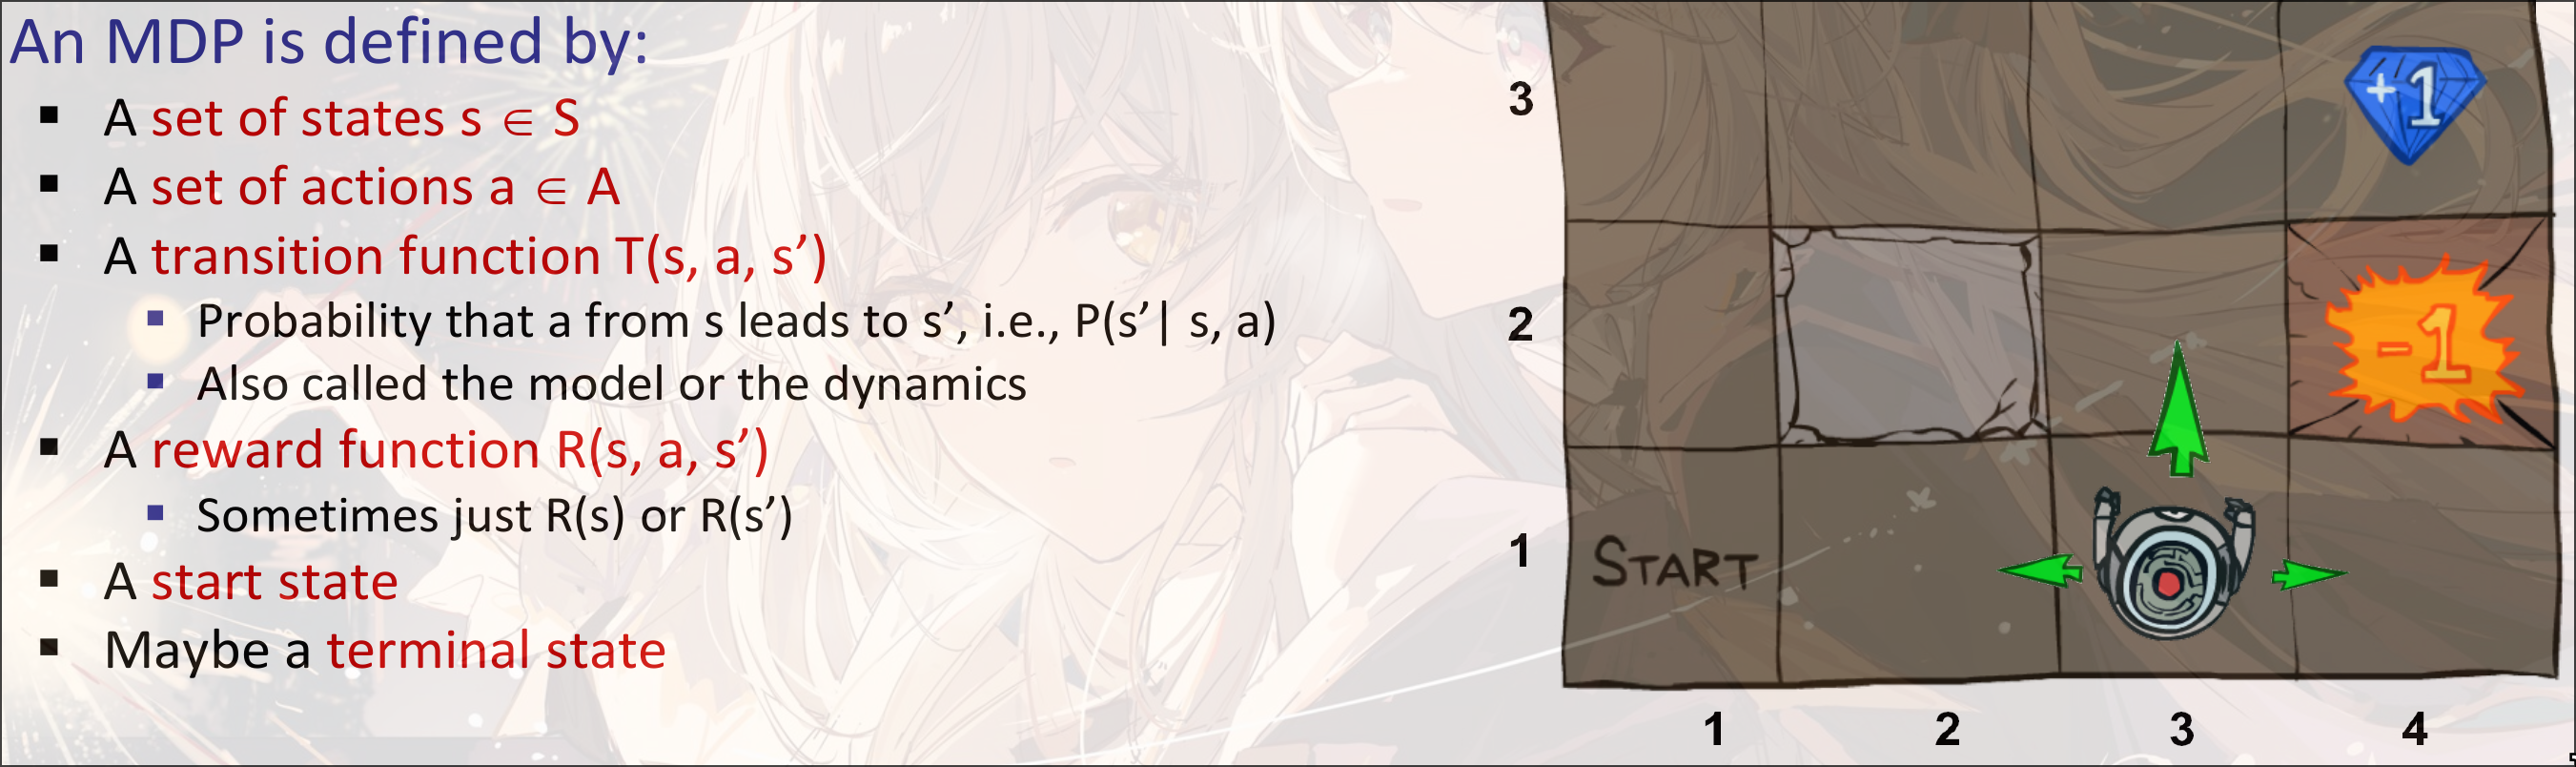 An MDP is defined by:
▪ A set of states s ∈ S
▪ A set of actions a ∈ A
▪ A transition function T(s, a, s’)
▪ Probability that a from s leads to s’, i.e., P(s’| s, a)
▪ Also called the model or the dynamics
▪ A reward function R(s, a, s’)
▪ Sometimes just R(s) or R(s’)
▪ A start state
▪ Maybe a terminal state
3
+1
2
-1
1
START
1 2 3 4